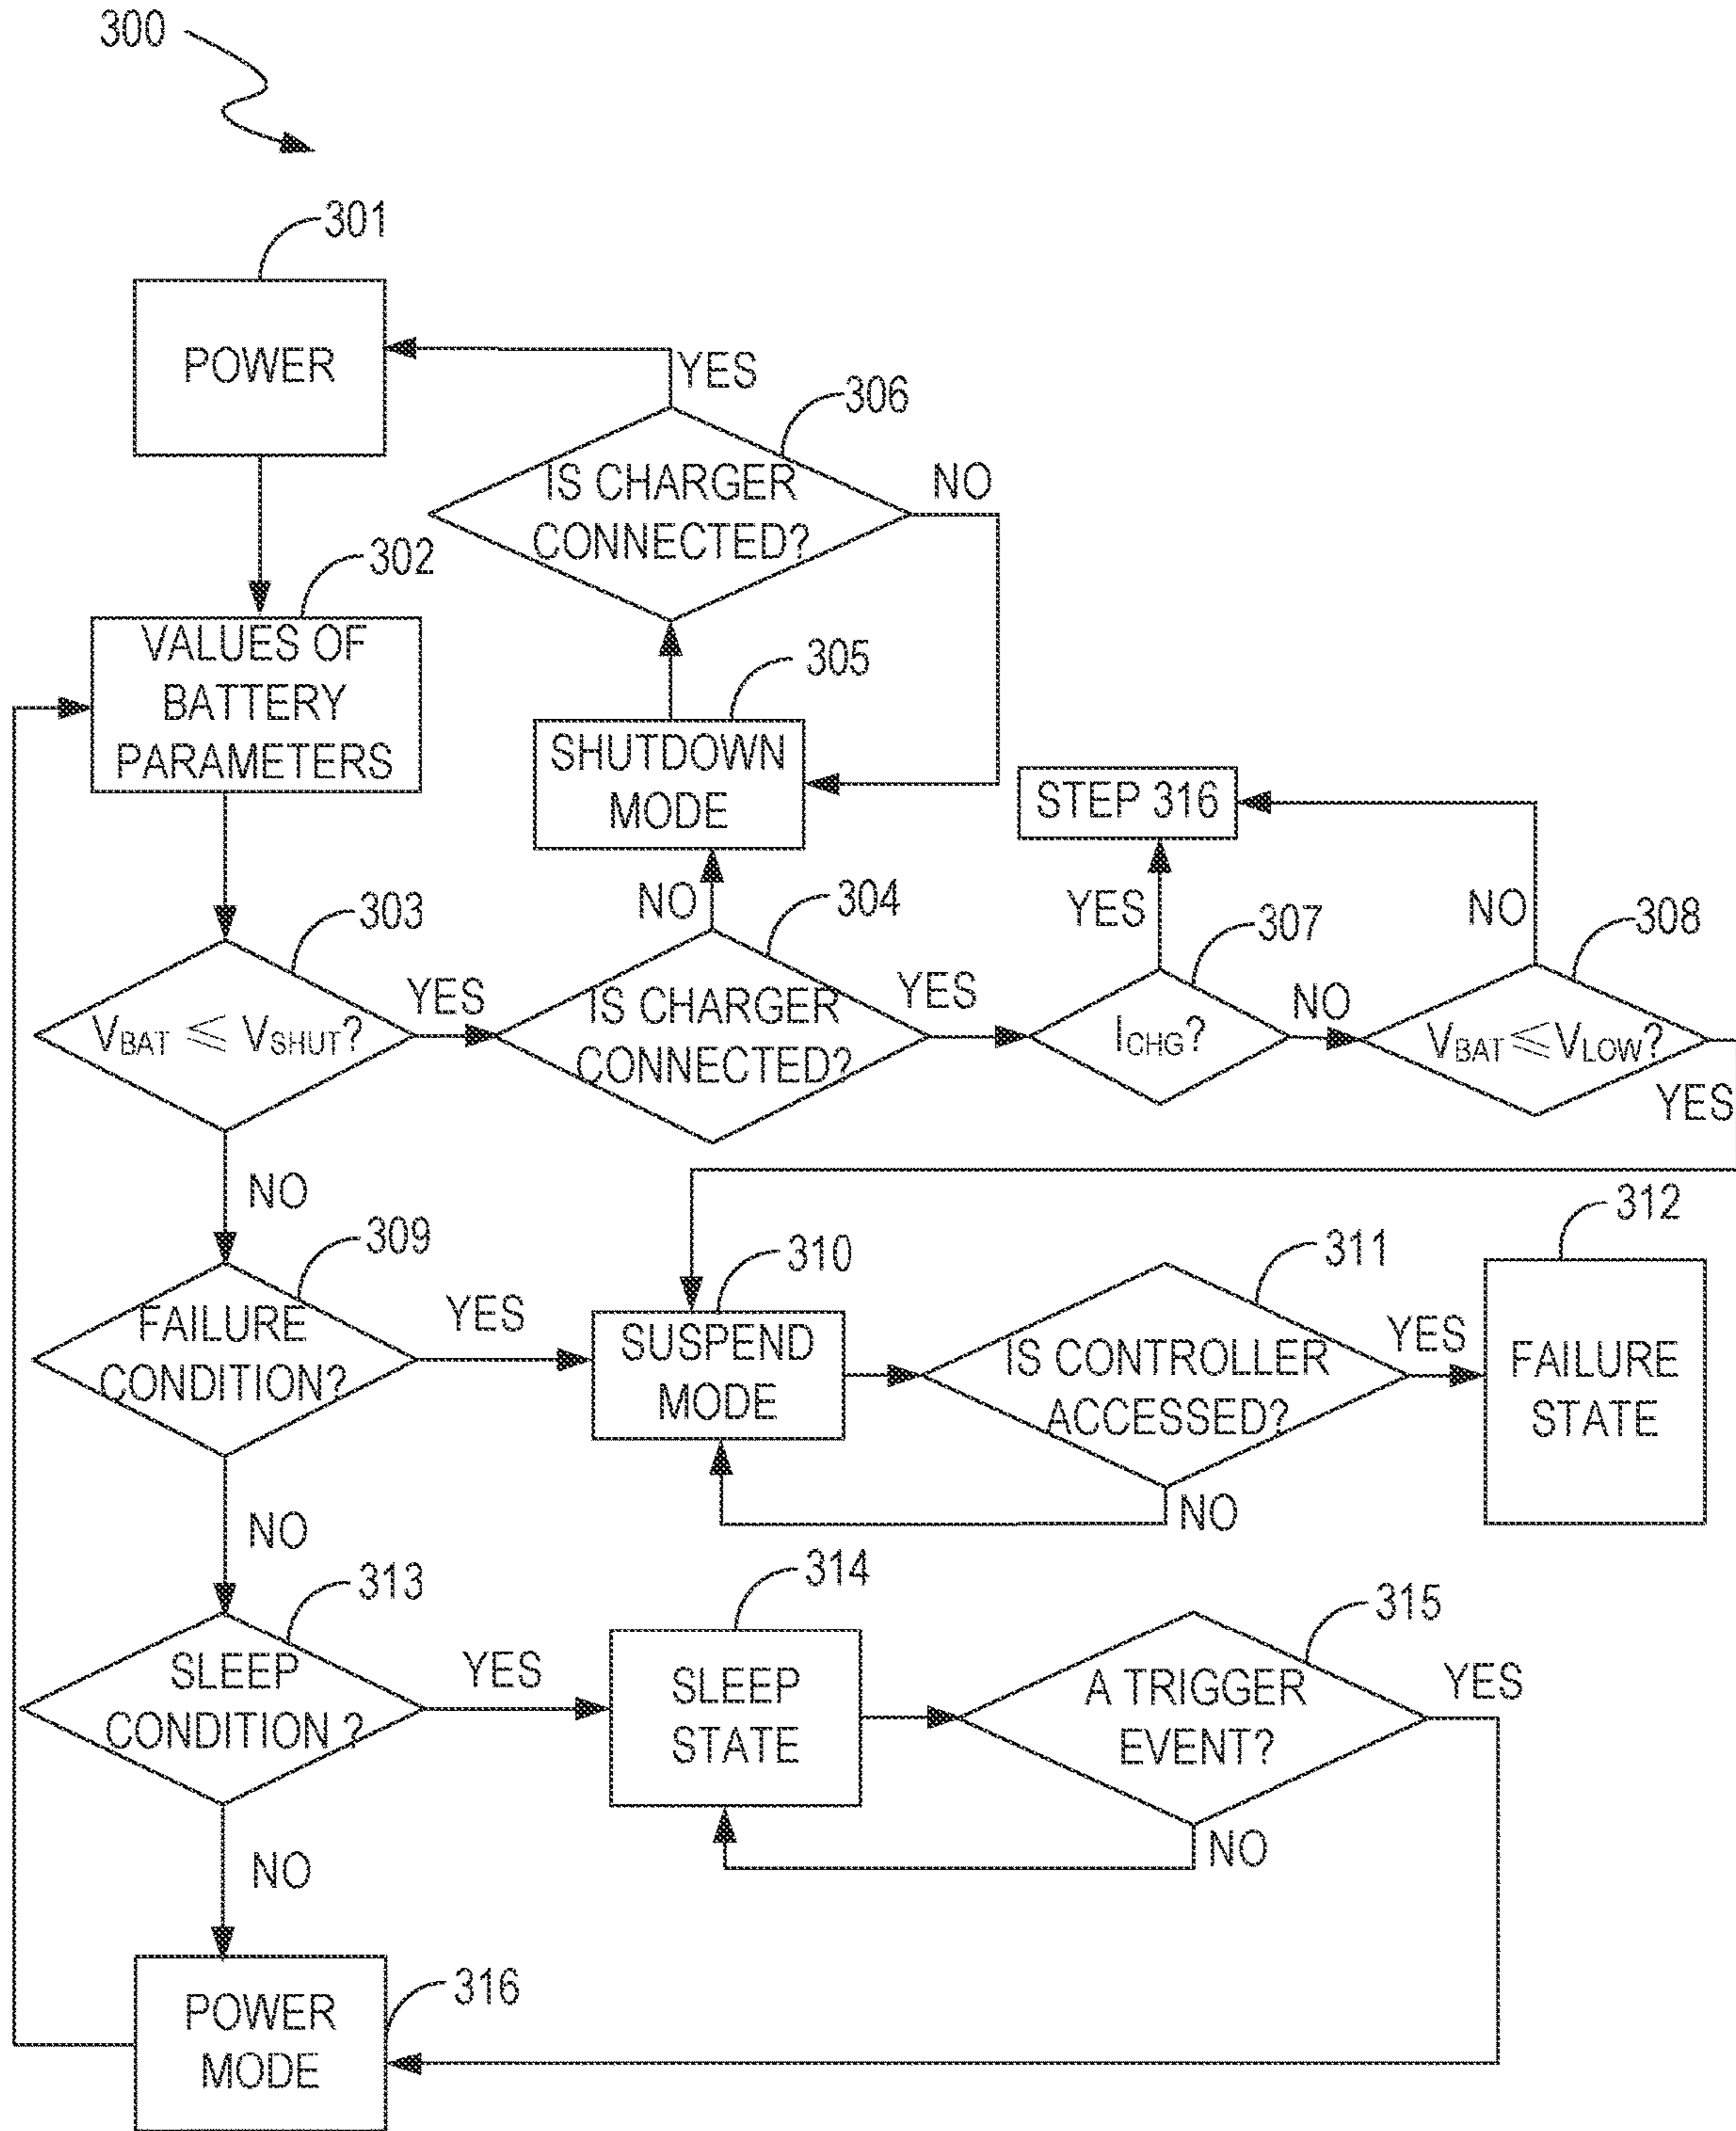 300
301
POWER
YES
306
IS CHARGER
CONNECTED?
NO
302
VALUES OF
BATTERY
PARAMETERS
305
SHUTDOWN
MODE
STEP 316
NO
304
YES
307
NO
308
303
VBAT ≤ VSHUT?
YES
IS CHARGER
CONNECTED?
YES
ICHG?
NO
VBAT≤VLOW?
YES
NO
309
FAILURE
CONDITION?
YES
310
SUSPEND
MODE
311
IS CONTROLLER
ACCESSED?
YES
NO
312
FAILURE
STATE
NO
313
SLEEP
CONDITION ?
YES
314
SLEEP
STATE
315
A TRIGGER
EVENT?
YES
NO
NO
316
POWER
MODE